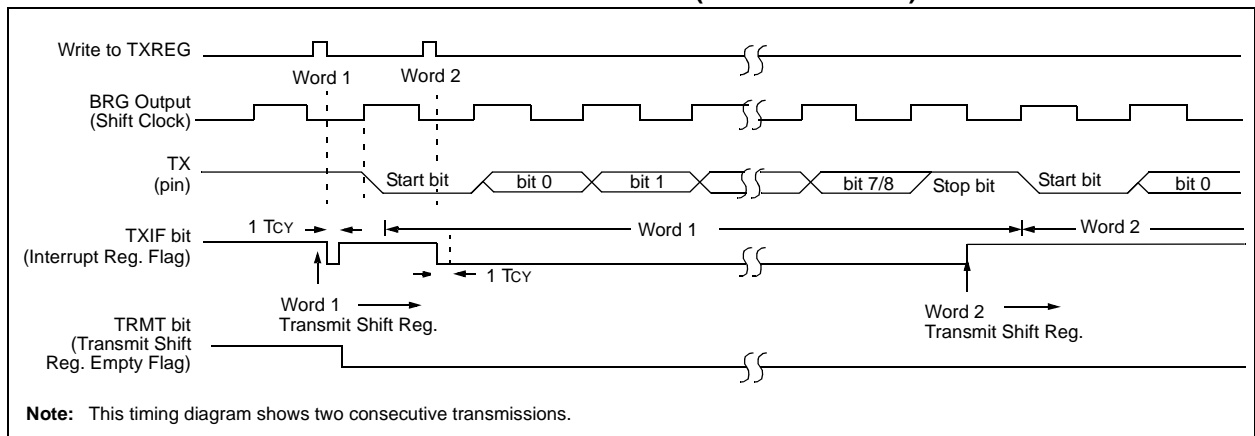 Write to TXREG
Word 1
Word 2
BRG Output
(Shift Clock)
TX
(pin)
Start bit
bit 0
bit 1
bit 7/8
Stop bit
Start bit
bit 0
TXIF bit
(Interrupt Reg. Flag)
1 TCY
Word 1
Word 2
1 TCY
Word 1
Transmit Shift Reg.
Word 2
Transmit Shift Reg.
TRMT bit
(Transmit Shift
Reg. Empty Flag)
Note: This timing diagram shows two consecutive transmissions.